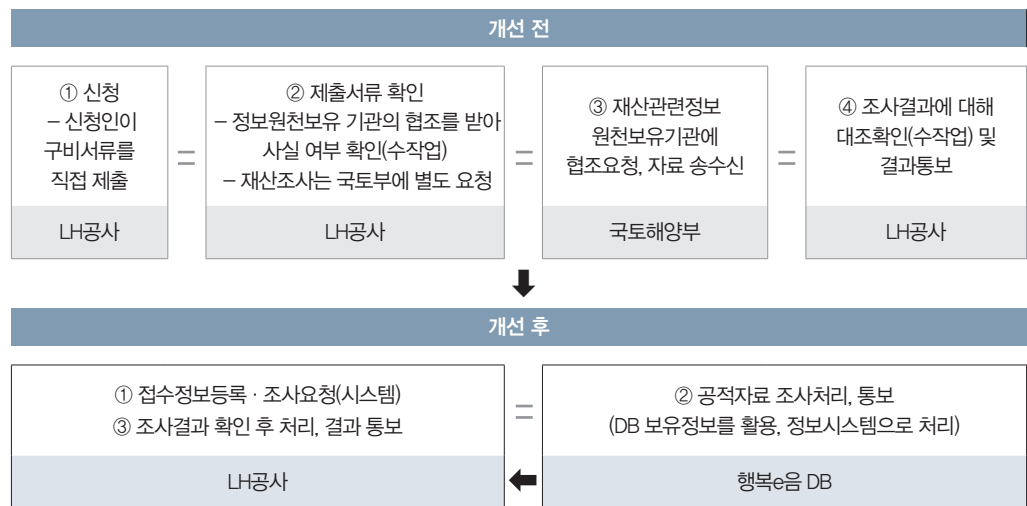 개선 전
① 신청
– 신청인이
구비서류를
직접 제출
LH공사
② 제출서류 확인
– 정보원천보유 기관의 협조를 받아
사실 여부 확인(수작업)
– 재산조사는 국토부에 별도 요청
LH공사
③ 재산관련정보
원천보유기관에
협조요청, 자료 송수신
국토해양부
④ 조사결과에 대해
대조확인(수작업) 및
결과통보
LH공사
개선 후
① 접수정보등록 · 조사요청(시스템)
③ 조사결과 확인 후 처리, 결과 통보
LH공사
② 공적자료 조사처리, 통보
(DB 보유정보를 활용, 정보시스템으로 처리)
행복e음 DB